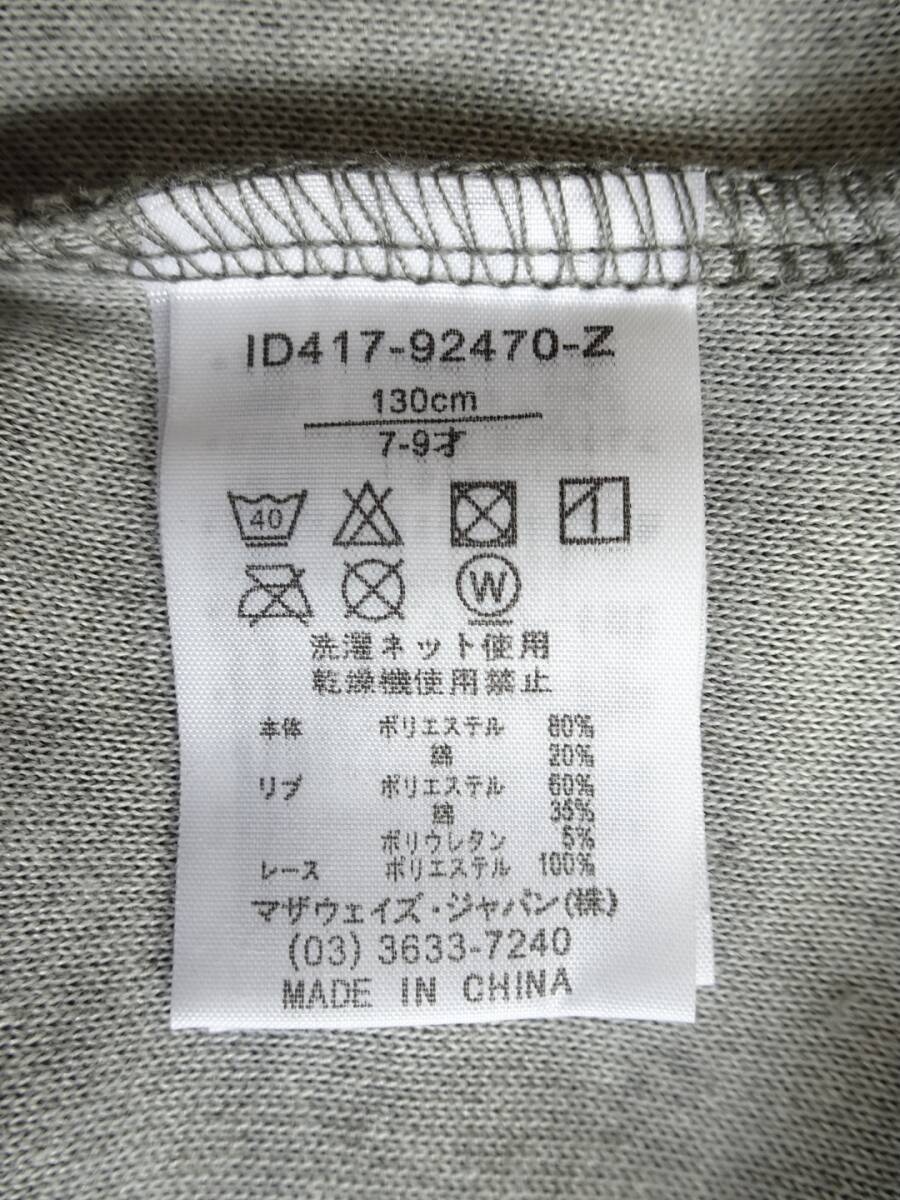 ID417-92470-Z
130cm
7-9才
40
W
洗濯ネット使用
乾燥機使用禁止
本体 ポリエステル 80%
綿 20%
リブ ポリエステル 60%
綿 35%
ポリウレタン 5%
レース ポリエステル 100%
マザウェイズ・ジャパン(株)
(03) 3633-7240
MADE IN CHINA